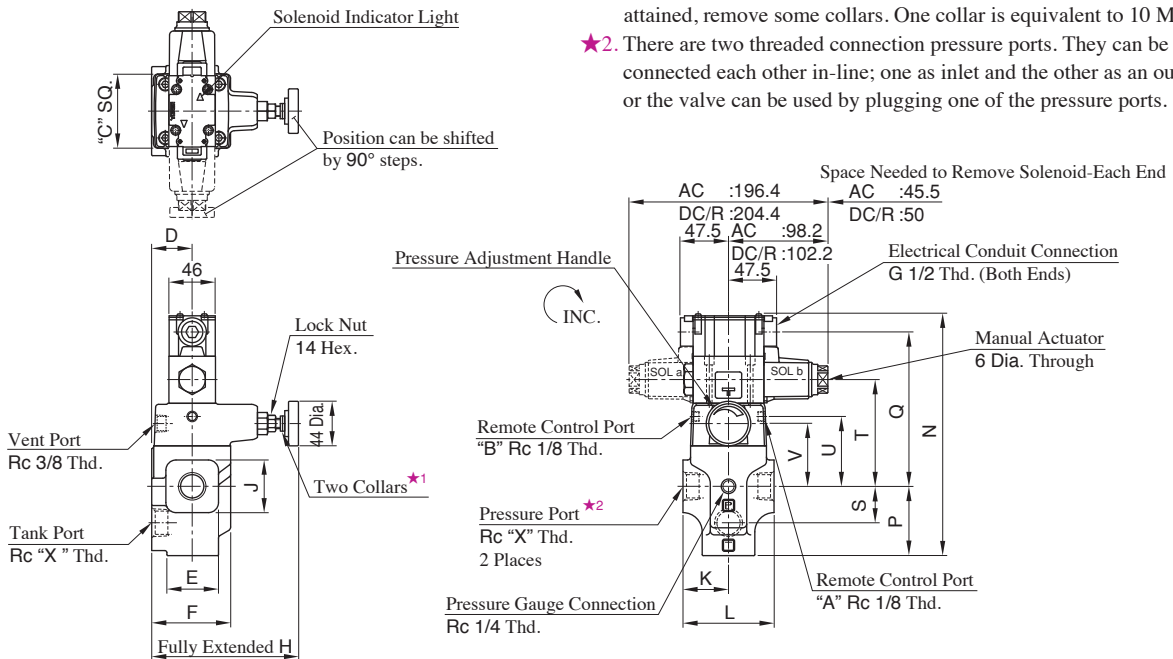 attained, remove some collars. One collar is equivalent to 10 M
★2. There are two threaded connection pressure ports. They can be
connected each other in-line; one as inlet and the other as an ou
or the valve can be used by plugging one of the pressure ports.
Solenoid Indicator Light
"C" SQ.
Position can be shifted
by 90° steps.
D
46
Lock Nut
14 Hex.
44 Dia.
Vent Port
Rc 3/8 Thd.
J
Two Collars★1
Tank Port
Rc "X" Thd.
E
F
Fully Extended H
Space Needed to Remove Solenoid-Each End
AC :196.4
DC/R :204.4
AC :45.5
DC/R :50
47.5
AC :98.2
DC/R :102.2
47.5
Pressure Adjustment Handle
INC.
Electrical Conduit Connection
G 1/2 Thd. (Both Ends)
Manual Actuator
6 Dia. Through
SOL a
SOL b
Remote Control Port
"B" Rc 1/8 Thd.
Pressure Port ★2
Rc "X" Thd.
2 Places
V
U
T
Q
N
S
P
P
K
L
Pressure Gauge Connection
Rc 1/4 Thd.
Remote Control Port
"A" Rc 1/8 Thd.